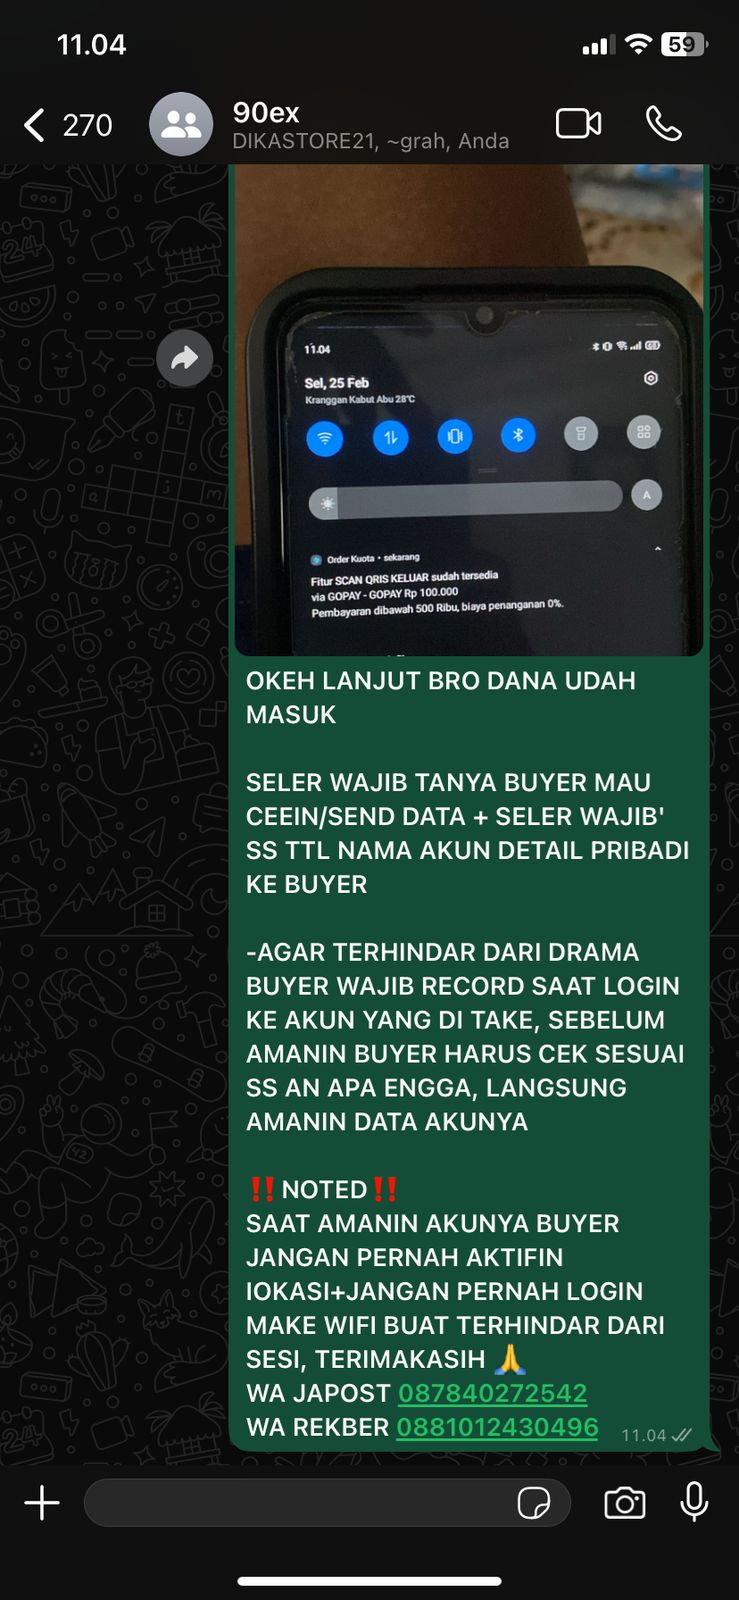 11.04
59
270
90ex
DIKASTORE21, ~grah, Anda
11.04
Sel, 25 Feb
Kranggan Kabut Abu 28°C
A
Order Kuota • sekarang
Fitur SCAN QRIS KELUAR sudah tersedia
via GOPAY - GOPAY Rp 100.000
Pembayaran dibawah 500 Ribu, biaya penanganan 0%.
OKEH LANJUT BRO DANA UDAH
MASUK
SELER WAJIB TANYA BUYER MAU
CEEIN/SEND DATA + SELER WAJIB'
SS TTL NAMA AKUN DETAIL PRIBADI
KE BUYER
-AGAR TERHINDAR DARI DRAMA
BUYER WAJIB RECORD SAAT LOGIN
KE AKUN YANG DI TAKE, SEBELUM
AMANIN BUYER HARUS CEK SESUAI
SS AN APA ENGGA, LANGSUNG
AMANIN DATA AKUNYA
‼️NOTED‼️
SAAT AMANIN AKUNYA BUYER
JANGAN PERNAH AKTIFIN
lOKASI+JANGAN PERNAH LOGIN
MAKE WIFI BUAT TERHINDAR DARI
SESI, TERIMAKASIH 🙏
WA JAPOST 087840272542
WA REKBER 0881012430496
11.04